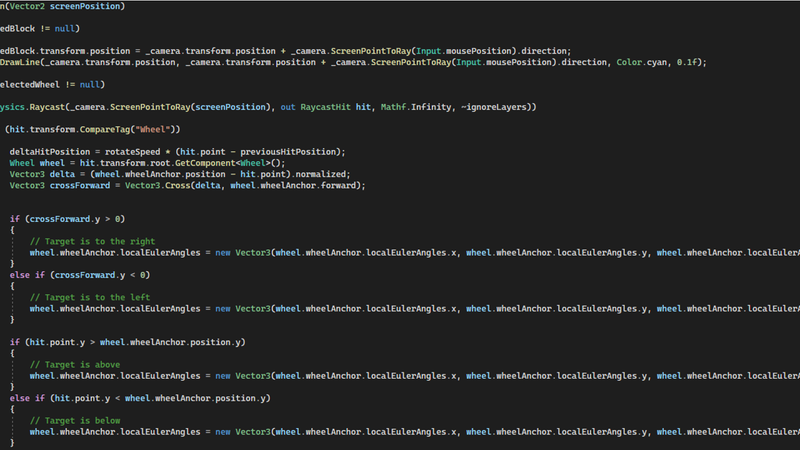 n(Vector2 screenPosition)
edBlock != null)
edBlock.transform.position = _camera.transform.position + _camera.ScreenPointToRay(Input.mousePosition).direction;
DrawLine(_camera.transform.position, _camera.transform.position + _camera.ScreenPointToRay(Input.mousePosition).direction, Color.cyan, 0.1f);
electedWheel != null)
ysics.Raycast(_camera.ScreenPointToRay(screenPosition), out RaycastHit hit, Mathf.Infinity, ~ignoreLayers))
(hit.transform.CompareTag("Wheel"))
deltaHitPosition = rotateSpeed * (hit.point - previousHitPosition);
Wheel wheel = hit.transform.root.GetComponent<Wheel>();
Vector3 delta = (wheel.wheelAnchor.position - hit.point).normalized;
Vector3 crossForward = Vector3.Cross(delta, wheel.wheelAnchor.forward);
if (crossForward.y > 0)
{
// Target is to the right
wheel.wheelAnchor.localEulerAngles = new Vector3(wheel.wheelAnchor.localEulerAngles.x, wheel.wheelAnchor.localEulerAngles.y, wheel.wheelAnchor.localEulerA
}
else if (crossForward.y < 0)
{
// Target is to the left
wheel.wheelAnchor.localEulerAngles = new Vector3(wheel.wheelAnchor.localEulerAngles.x, wheel.wheelAnchor.localEulerAngles.y, wheel.wheelAnchor.localEulerA
}
if (hit.point.y > wheel.wheelAnchor.position.y)
{
// Target is above
wheel.wheelAnchor.localEulerAngles = new Vector3(wheel.wheelAnchor.localEulerAngles.x, wheel.wheelAnchor.localEulerAngles.y, wheel.wheelAnchor.localEulerA
}
else if (hit.point.y < wheel.wheelAnchor.position.y)
{
// Target is below
wheel.wheelAnchor.localEulerAngles = new Vector3(wheel.wheelAnchor.localEulerAngles.x, wheel.wheelAnchor.localEulerAngles.y, wheel.wheelAnchor.localEulerA
}